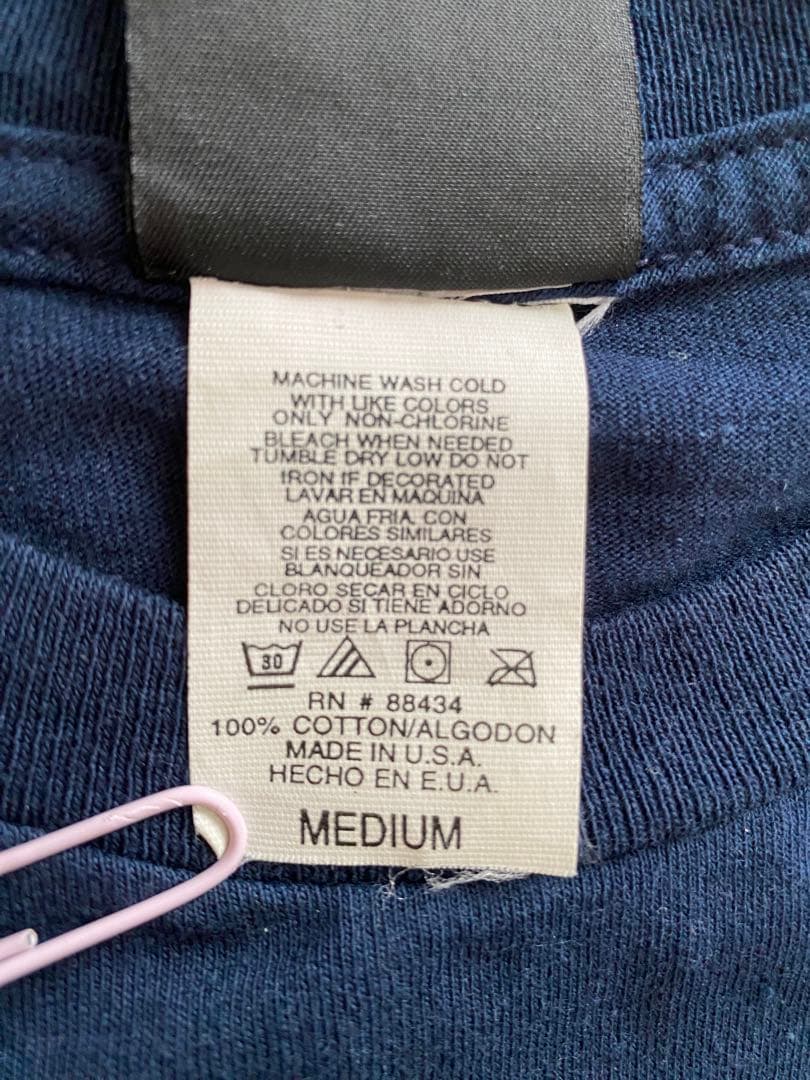 MACHINE WASH COLD
WITH LIKE COLORS
ONLY NON-CHLORINE
BLEACH WHEN NEEDED
TUMBLE DRY LOW DO NOT
IRON IF DECORATED
LAVAR EN MAQUINA
AGUA FRIA. CON
COLORES SIMILARES
SI ES NECESARIO USE
BLANQUEADOR SIN
CLORO SECAR EN CICLO
DELICADO SI TIENE ADORNO
NO USE LA PLANCHA
30
RN # 88434
100% COTTON/ALGODON
MADE IN U.S.A.
HECHO EN E.U.A.
MEDIUM